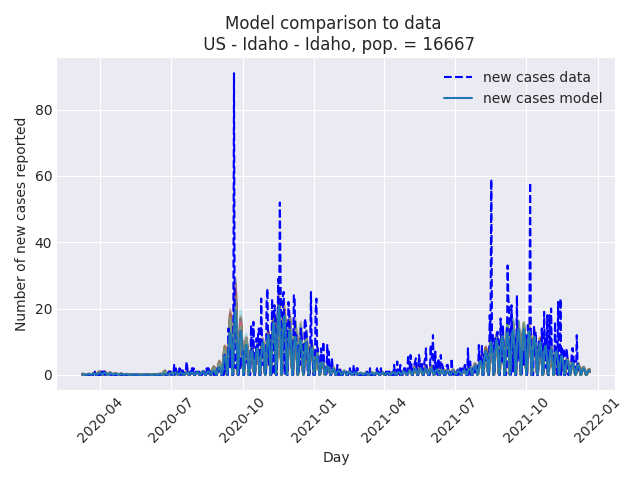 Model comparison to data
US - Idaho - Idaho, pop. = 16667
new cases data
new cases model
Number of new cases reported
80
60
40
20
0
2020-04
2020-07
2020-10
2021-01
2021-04
2021-07
2021-10
2022-01
Day